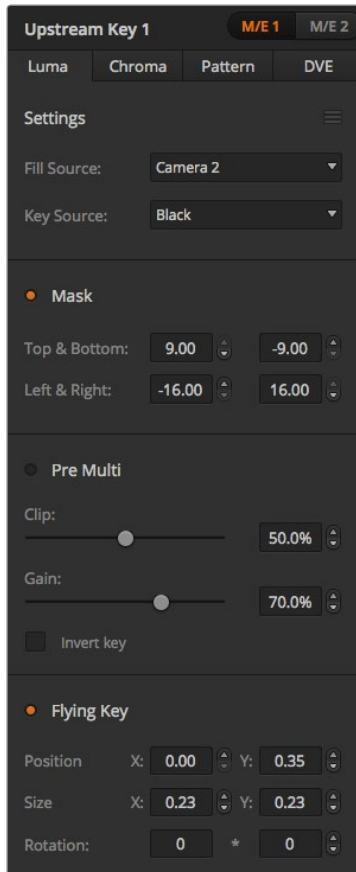 Upstream Key 1 M/E 1 M/E 2
Luma Chroma Pattern DVE
Settings
Fill Source: Camera 2
Key Source: Black
Mask
Top & Bottom: 9.00 -9.00
Left & Right: -16.00 16.00
Pre Multi
Clip:
50.0%
Gain:
70.0%
Invert key
Flying Key
Position X: 0.00 Y: 0.35
Size X: 0.23 Y: 0.23
Rotation: 0 * 0